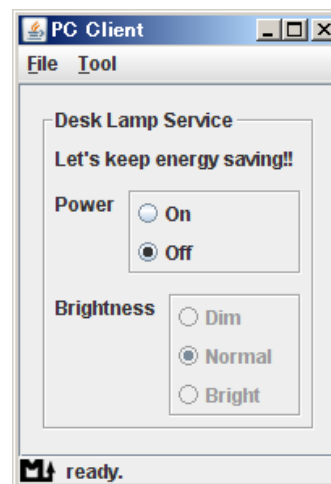 PC Client
File Tool
Desk Lamp Service
Let's keep energy saving!!
Power
On
Off
Brightness
Dim
Normal
Bright
ready.